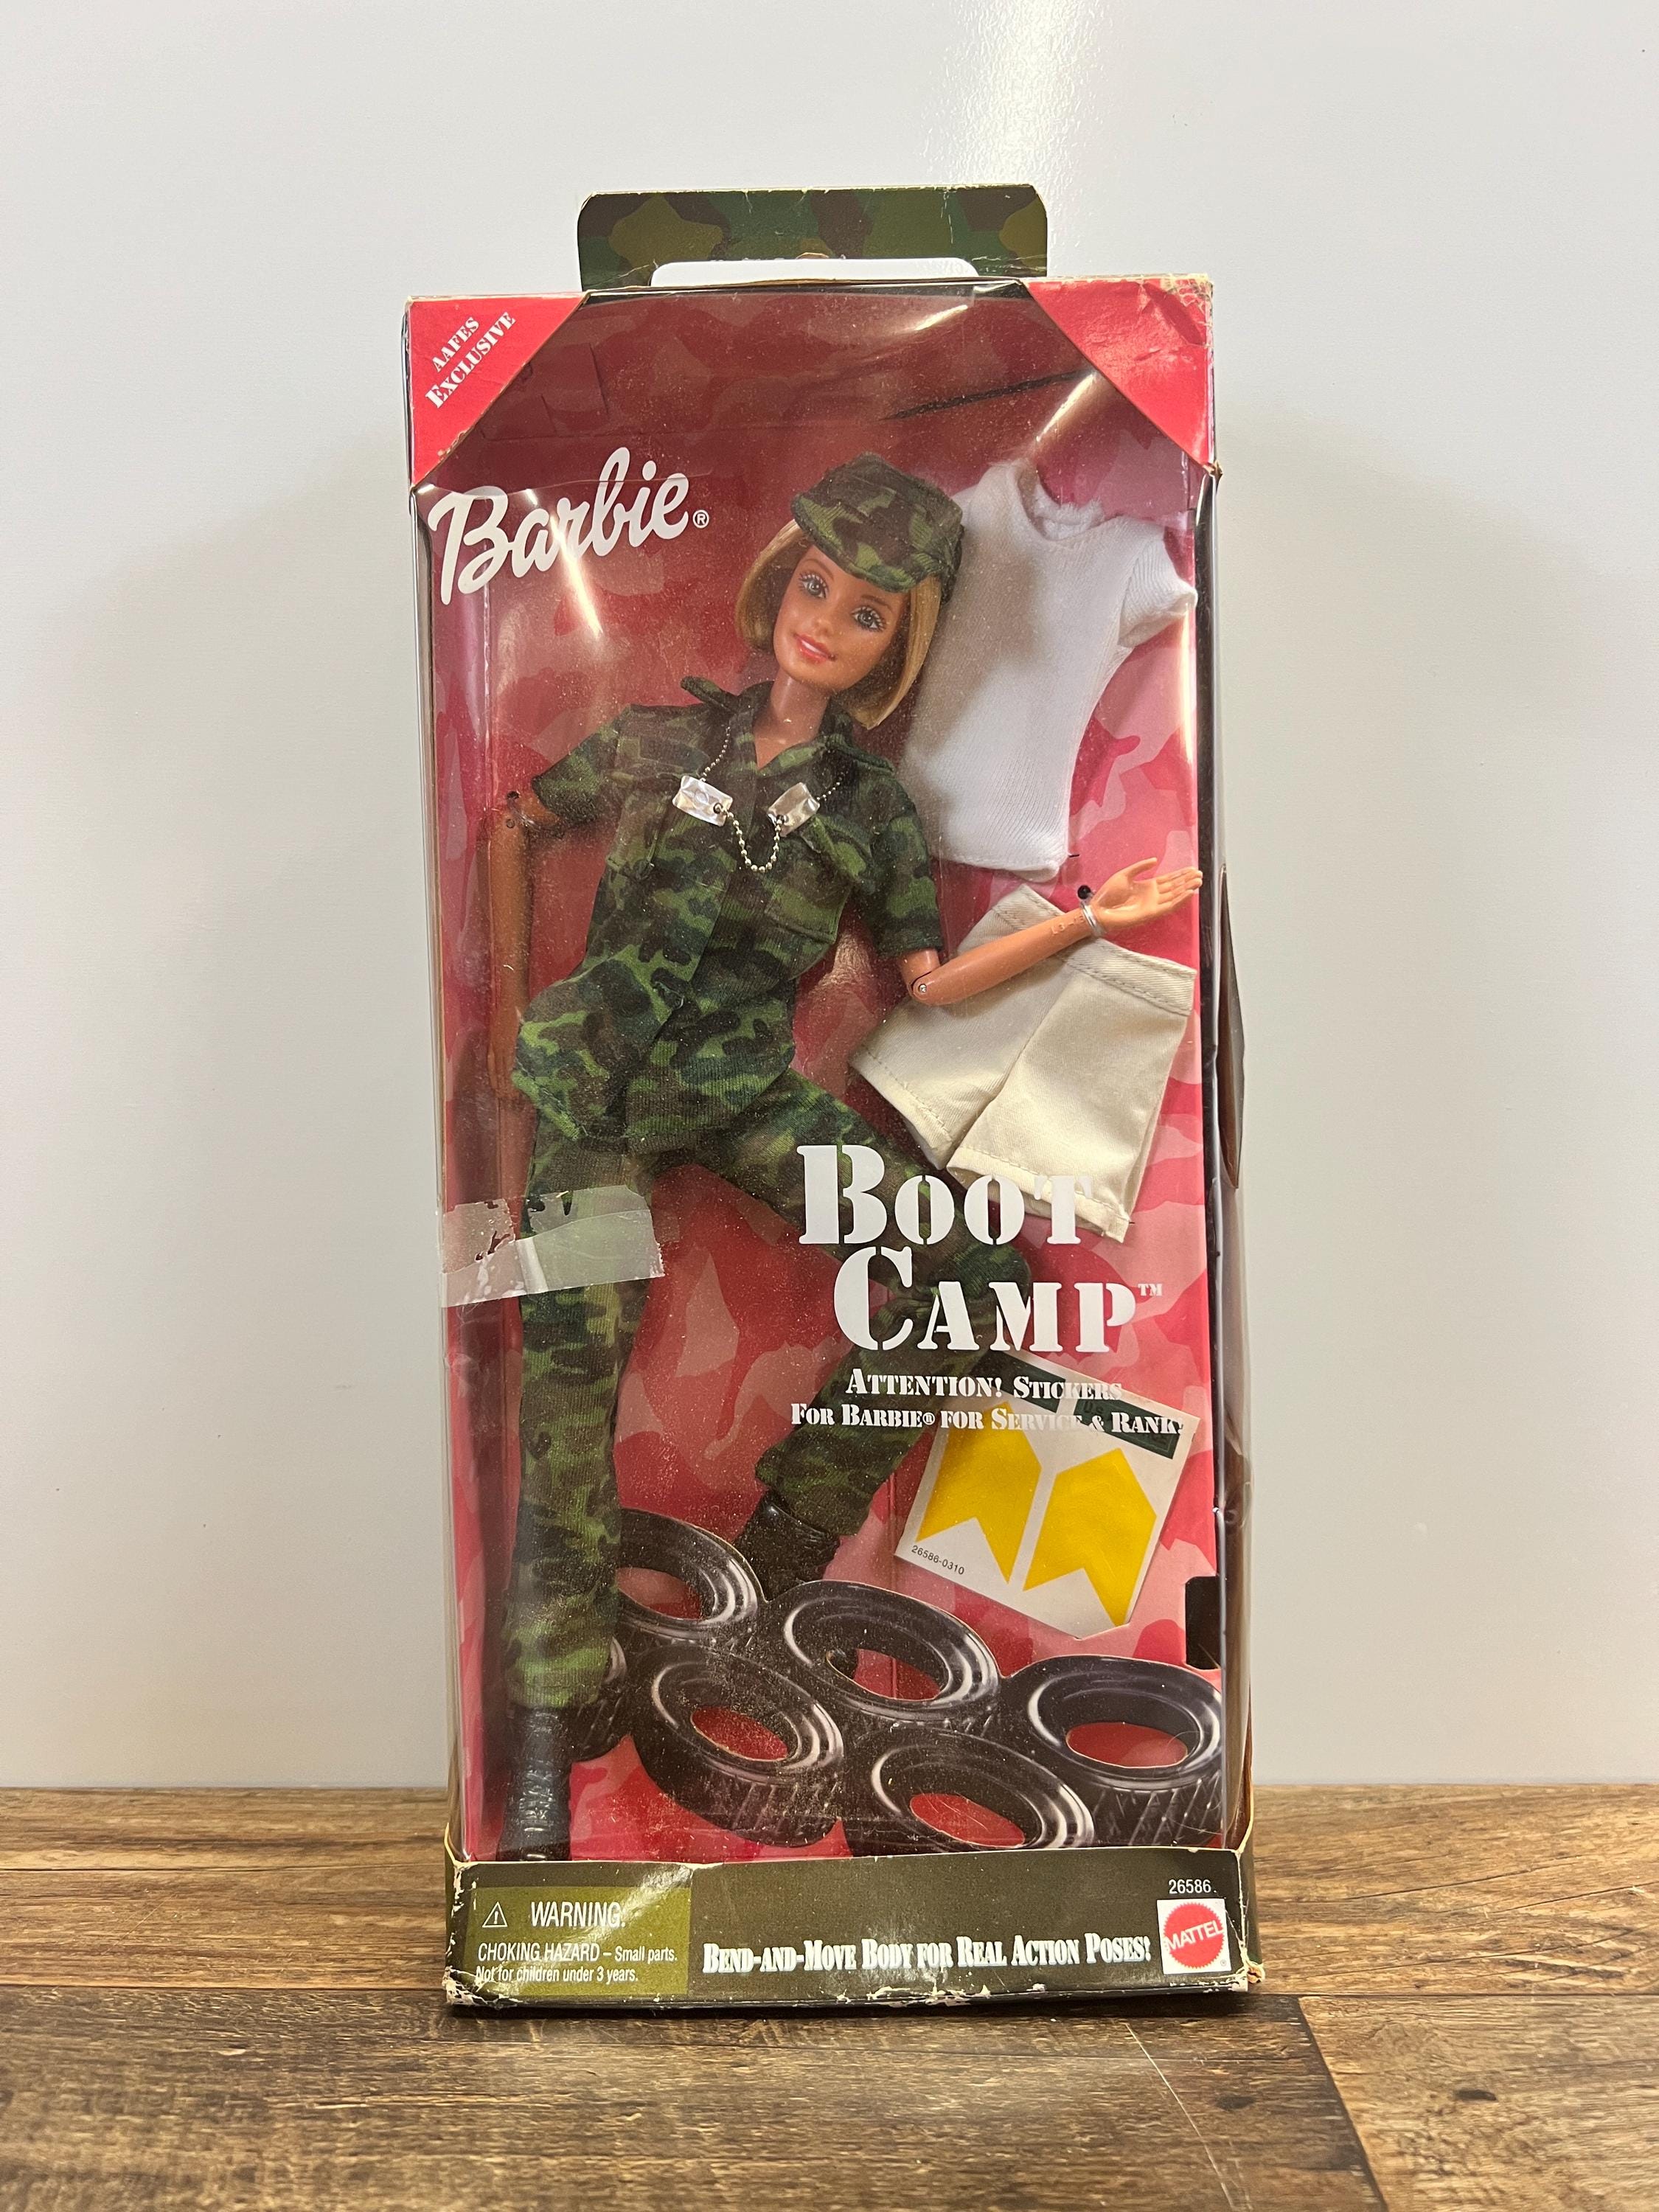 AAFES
EXCLUSIVE
Barbie®
BOOT
CAMP™
ATTENTION! STICKERS
FOR BARBIE® FOR SERVICE & RANK!
26586-0310
26586
⚠ WARNING:
CHOKING HAZARD – Small parts.
Not for children under 3 years.
BEND-AND-MOVE BODY FOR REAL ACTION POSES!
MATTEL®